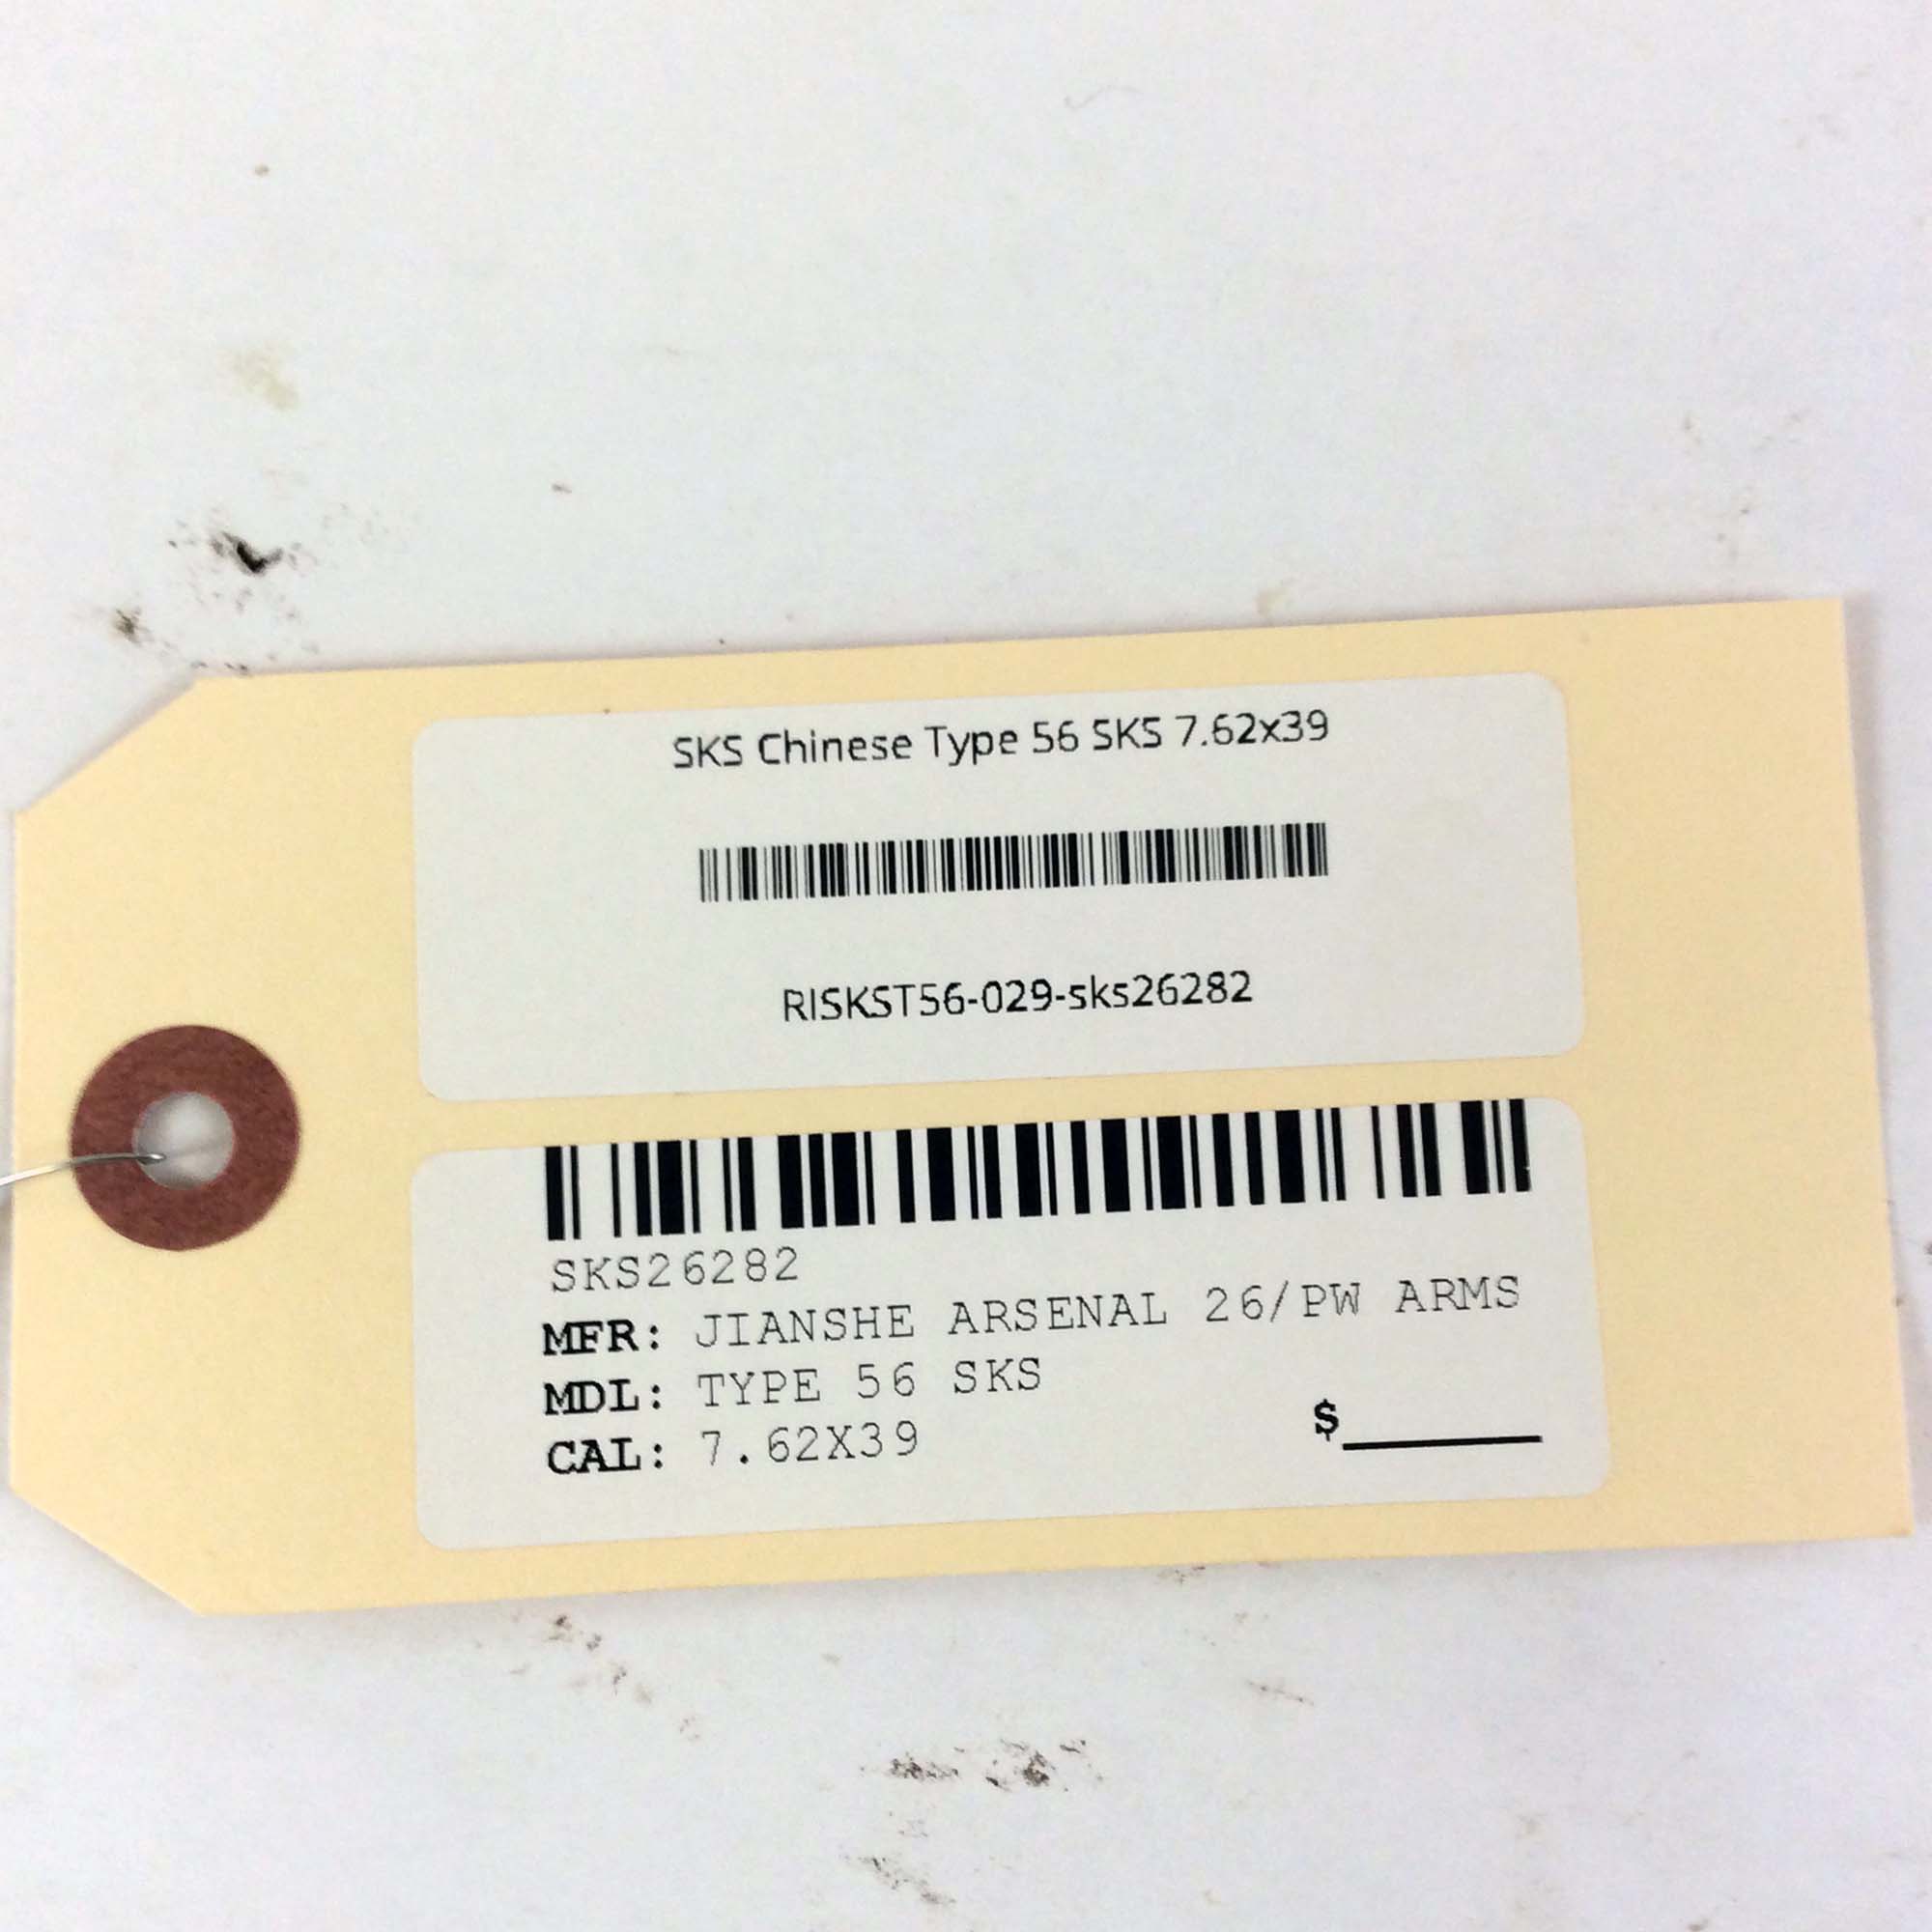 SKS Chinese Type 56 SKS 7.62x39
RISKST56-029-sks26282
SKS26282
MFR: JIANSHE ARSENAL 26/PW ARMS
MDL: TYPE 56 SKS
CAL: 7.62X39
$______